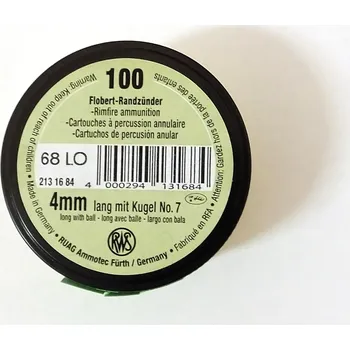 100
Flobert-Randzünder
-Rimfire ammunition
-Cartouches à percussion annulaire
-Cartuchos de percusión anular
68 LO
213 16 84
4 000294 131684
4mm lang mit Kugel No. 7
long with ball - long avec balle - largo con bala
RWS
RUAG Ammotec Fürth / Germany
• Made in Germany
Warning: Keep out of reach of children
• Attention: Gardez hors de la portée des enfants
• Fabriqué en RFA